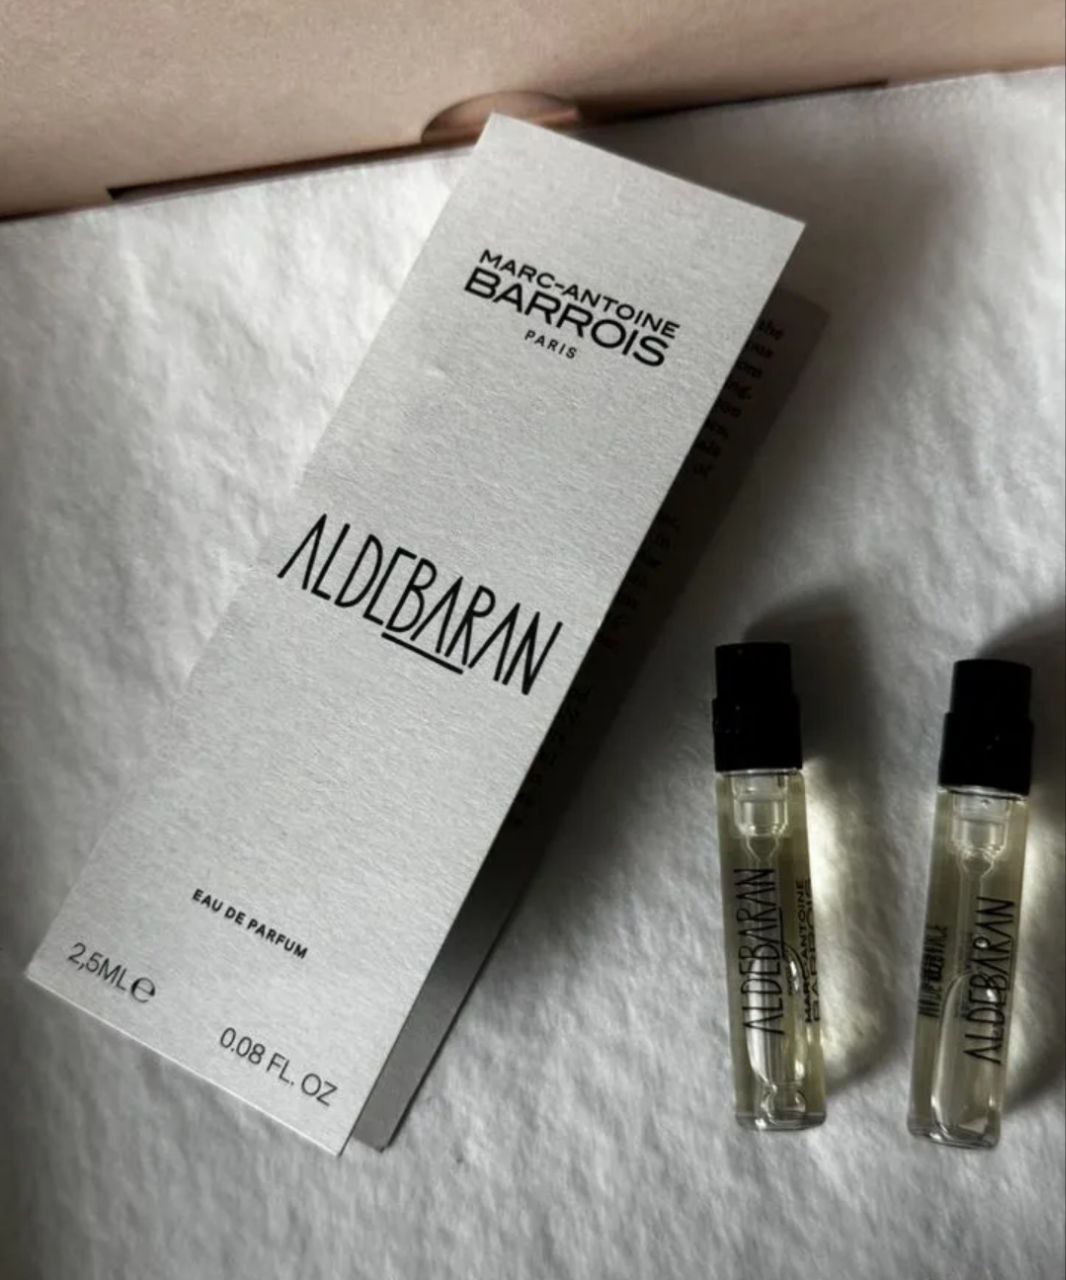 MARC-ANTOINE
BARROIS
PARIS
ALDEBARAN
EAU DE PARFUM
2,5ML℮
0.08 FL. OZ
ALDEBARAN
MARC-ANTOINE
BARROIS
ALDEBARAN